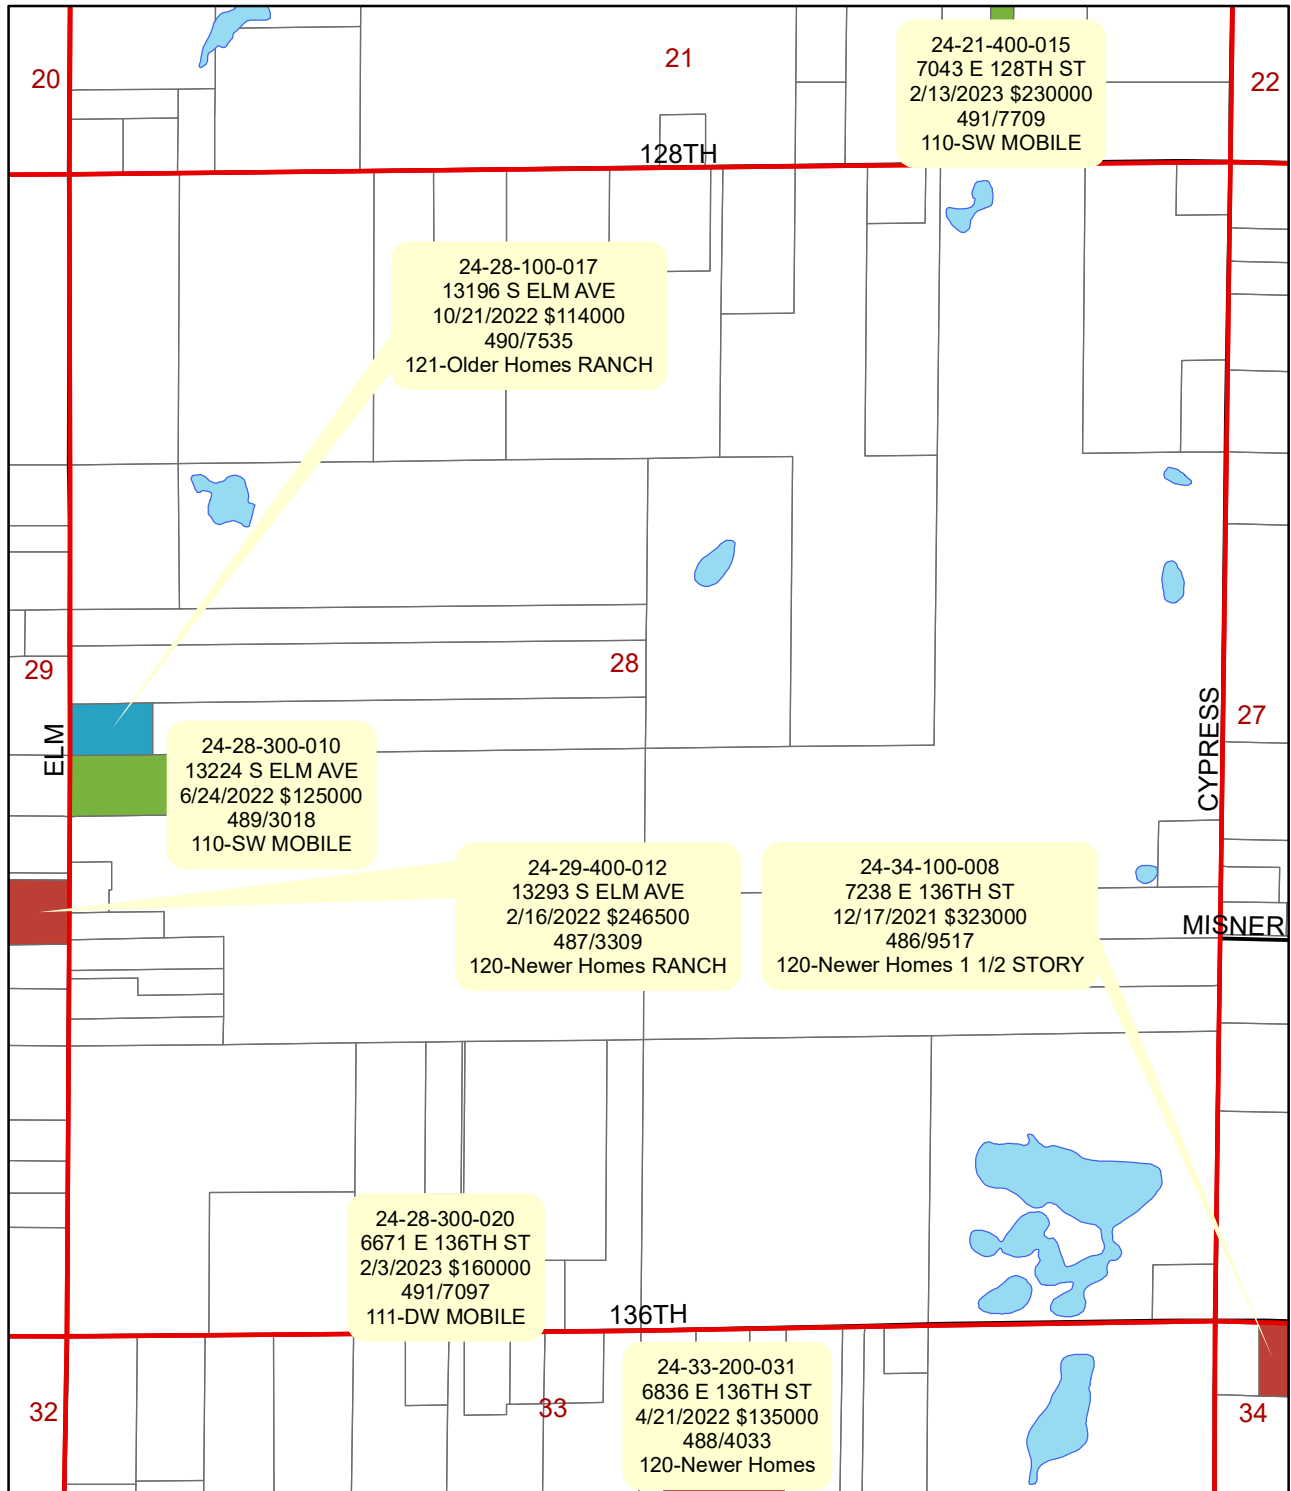 20
21
22
24-21-400-015
7043 E 128TH ST
2/13/2023 $230000
491/7709
110-SW MOBILE
128TH
24-28-100-017
13196 S ELM AVE
10/21/2022 $114000
490/7535
121-Older Homes RANCH
29
28
27
ELM
CYPRESS
24-28-300-010
13224 S ELM AVE
6/24/2022 $125000
489/3018
110-SW MOBILE
24-29-400-012
13293 S ELM AVE
2/16/2022 $246500
487/3309
120-Newer Homes RANCH
24-34-100-008
7238 E 136TH ST
12/17/2021 $323000
486/9517
120-Newer Homes 1 1/2 STORY
MISNER
24-28-300-020
6671 E 136TH ST
2/3/2023 $160000
491/7097
111-DW MOBILE
136TH
24-33-200-031
6836 E 136TH ST
4/21/2022 $135000
488/4033
120-Newer Homes
32
33
34